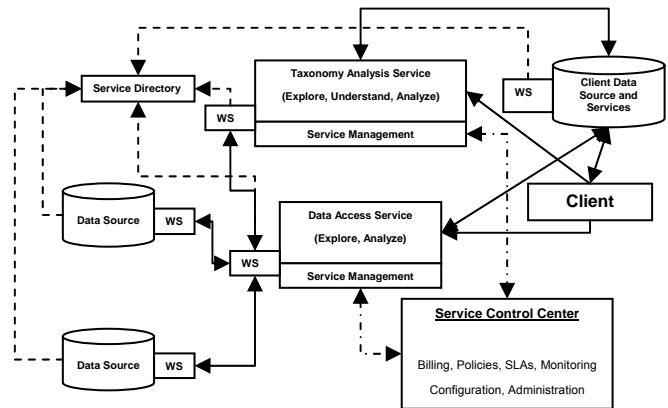 Taxonomy Analysis Service
(Explore, Understand, Analyze)
Service Management
WS
Service Directory
WS
Client Data
Source and
Services
Client
Data Source
WS
Data Access Service
(Explore, Analyze)
Service Management
WS
Data Source
WS
Service Control Center
Billing, Policies, SLAs, Monitoring
Configuration, Administration